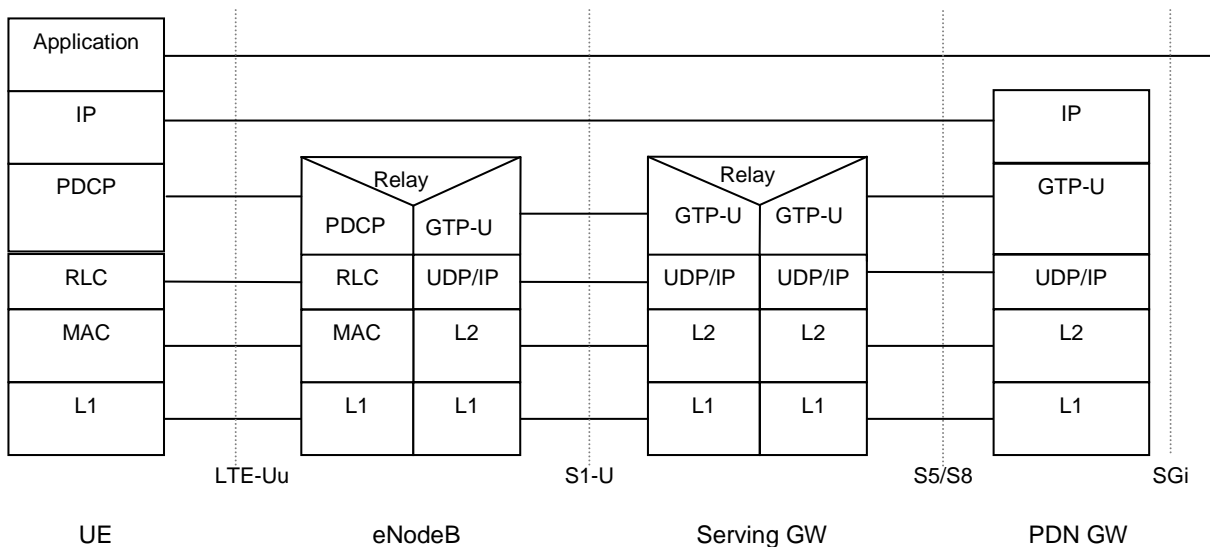 Application
IP
IP
PDCP
Relay
Relay
GTP-U
PDCP
GTP-U
GTP-U
GTP-U
RLC
RLC
UDP/IP
UDP/IP
UDP/IP
UDP/IP
MAC
MAC
L2
L2
L2
L2
L1
L1
L1
L1
L1
L1
LTE-Uu
S1-U
S5/S8
SGi
UE
eNodeB
Serving GW
PDN GW